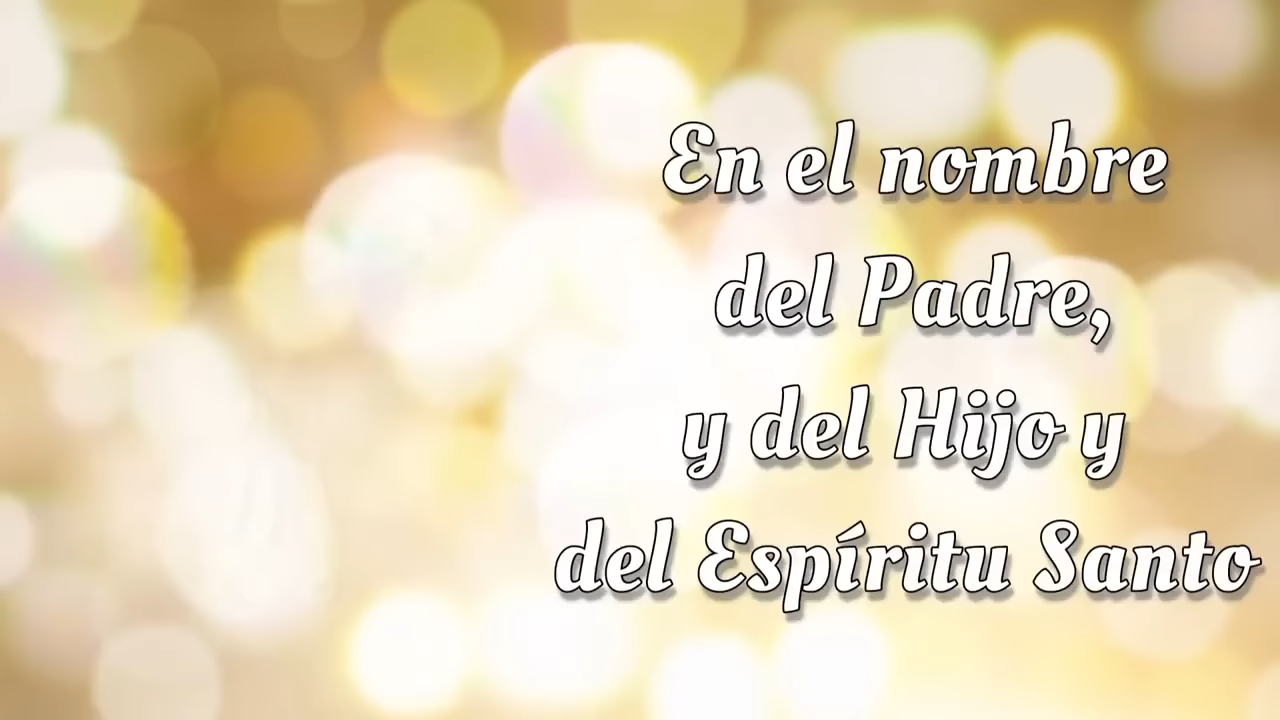 En el nombre
del Padre,
y del Hijo y
del Espíritu Santo